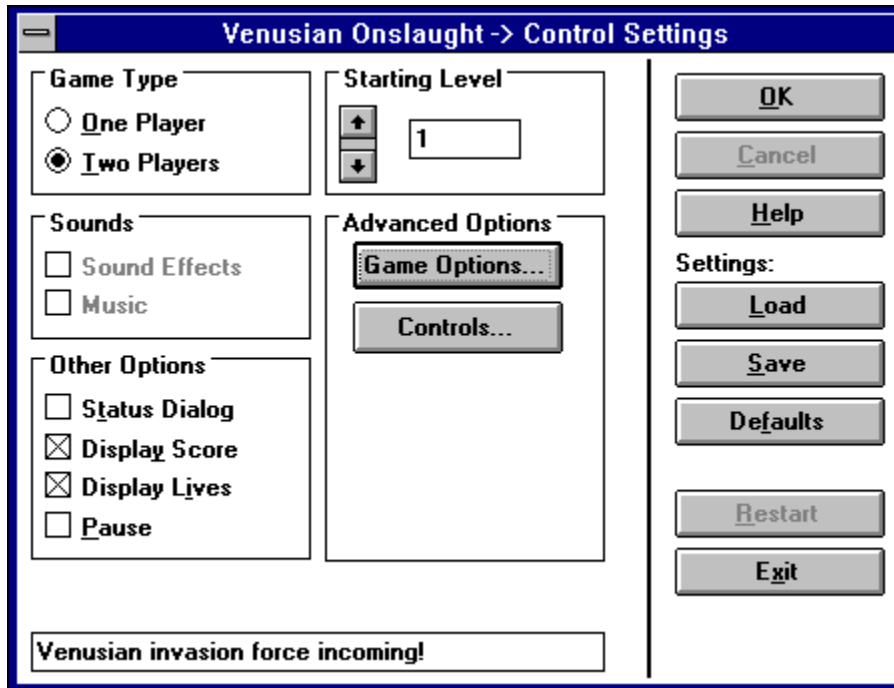 Venusian Onslaught -> Control Settings
Game Type
One Player
Two Players
Starting Level
1
Sounds
Sound Effects
Music
Advanced Options
Game Options...
Controls...
Other Options
Status Dialog
Display Score
Display Lives
Pause
Venusian invasion force incoming!
OK
Cancel
Help
Settings:
Load
Save
Defaults
Restart
Exit